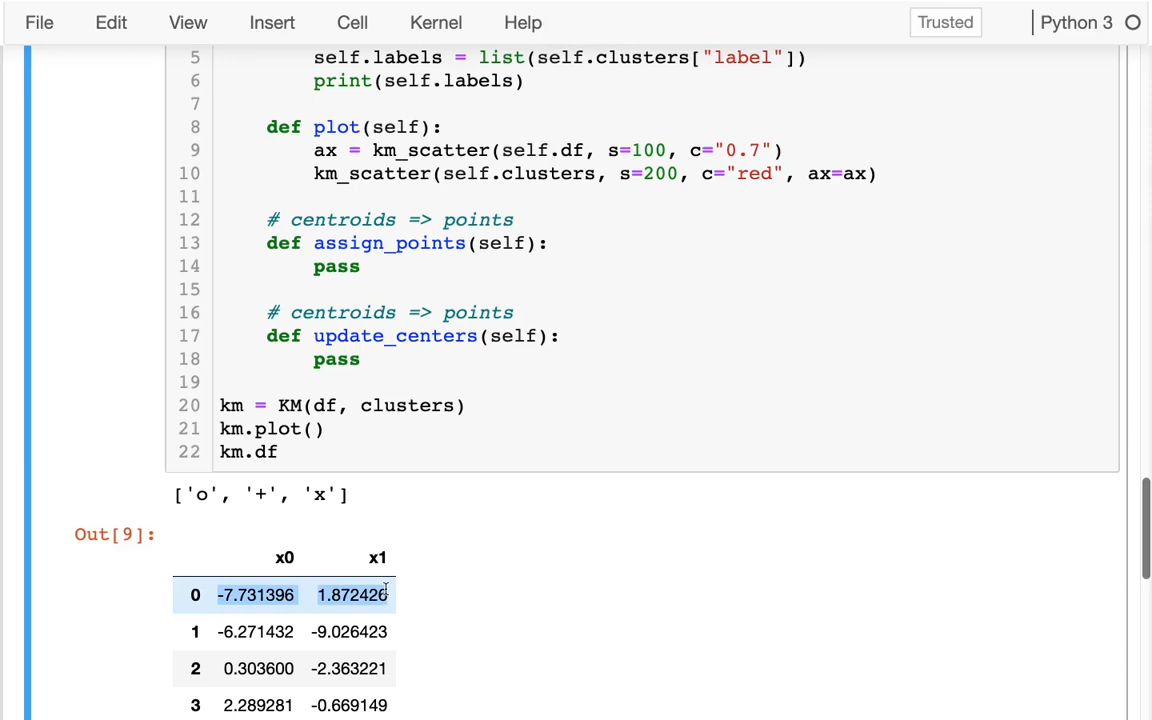 File Edit View Insert Cell Kernel Help Trusted Python 3
5 self.labels = list(self.clusters["label"])
6 print(self.labels)
7
8 def plot(self):
9 ax = km_scatter(self.df, s=100, c="0.7")
10 km_scatter(self.clusters, s=200, c="red", ax=ax)
11
12 # centroids => points
13 def assign_points(self):
14 pass
15
16 # centroids => points
17 def update_centers(self):
18 pass
19
20 km = KM(df, clusters)
21 km.plot()
22 km.df
['o', '+', 'x']
Out[9]:
x0 x1
0 -7.731396 1.872426
1 -6.271432 -9.026423
2 0.303600 -2.363221
3 2.289281 -0.669149